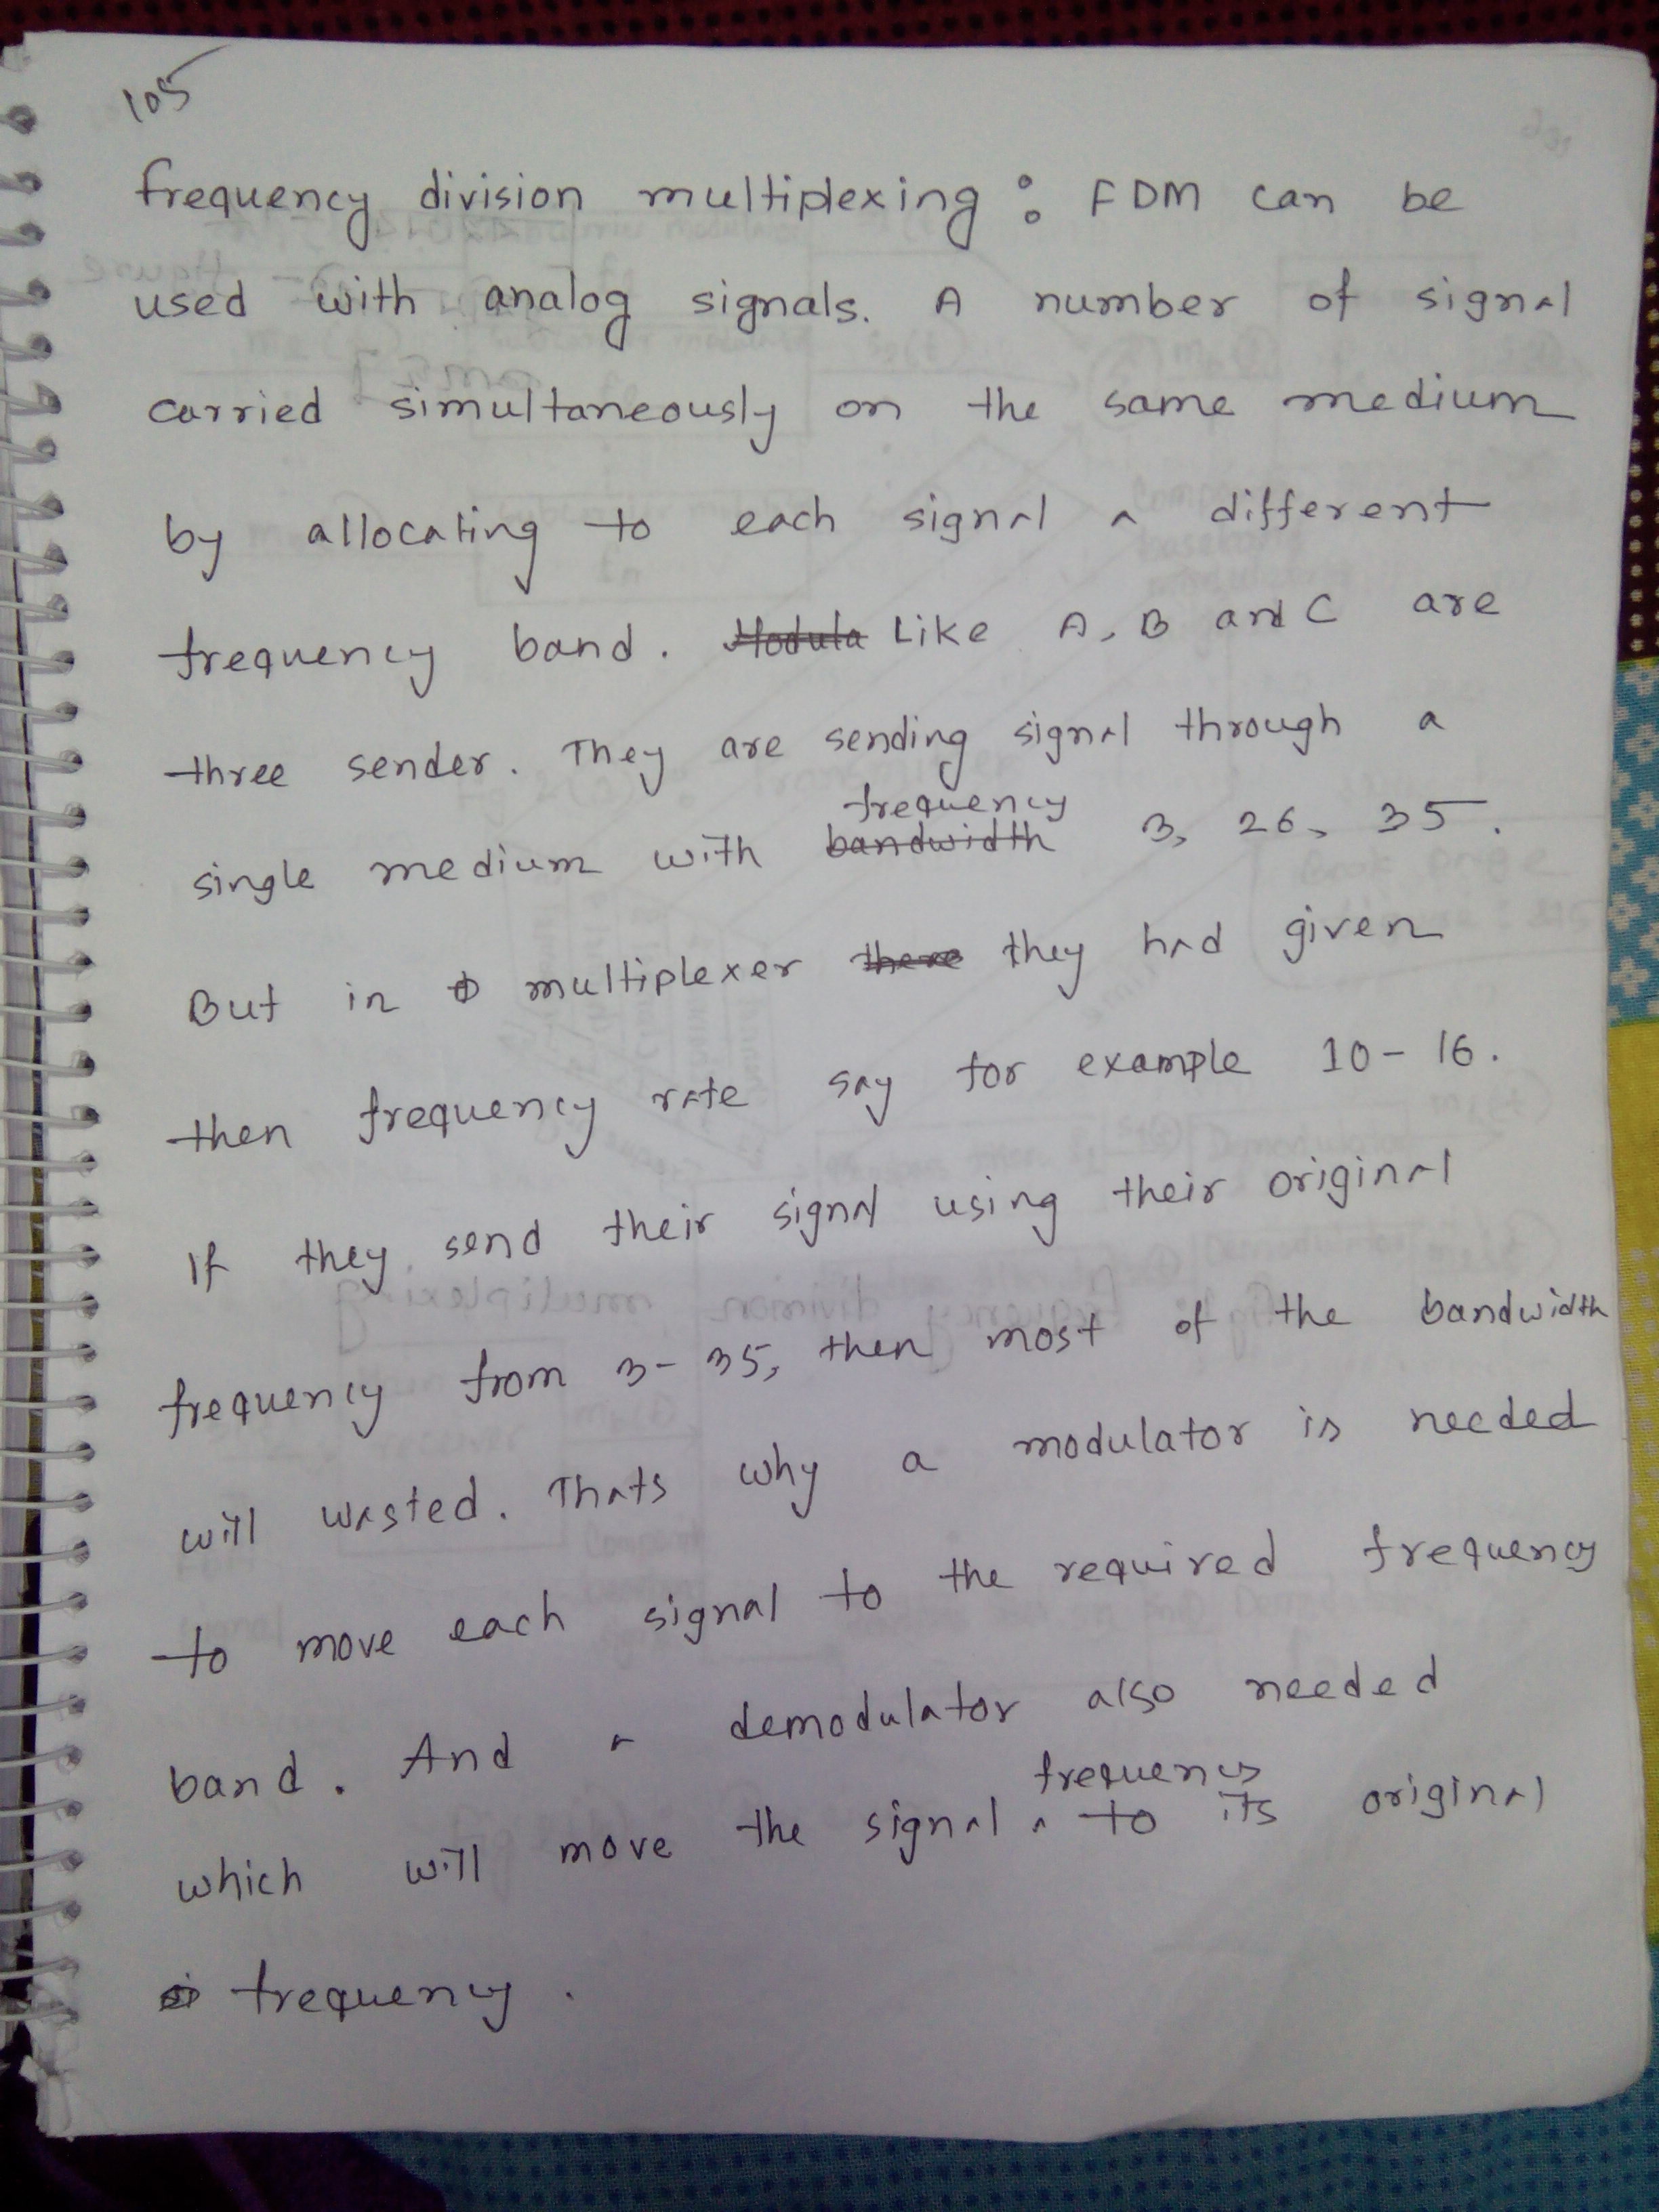 105
frequency division multiplexing : FDM can be
used with analog signals. A number of signal
carried simultaneously on the same medium
by allocating to each signal a different
frequency band. Modula Like A, B and C are
three sender. They are sending signal through a
frequency
single medium with bandwidth 3, 26, 35.
But in multiplexer there they had given
then frequency rate say for example 10-16.
If they send their signal using their original
frequency from 3-35, then most of the bandwidth
will wasted. Thats why a modulator is needed
to move each signal to the required frequency
band. And a demodulator also needed
frequency
which will move the signal ^ to its original
frequency.